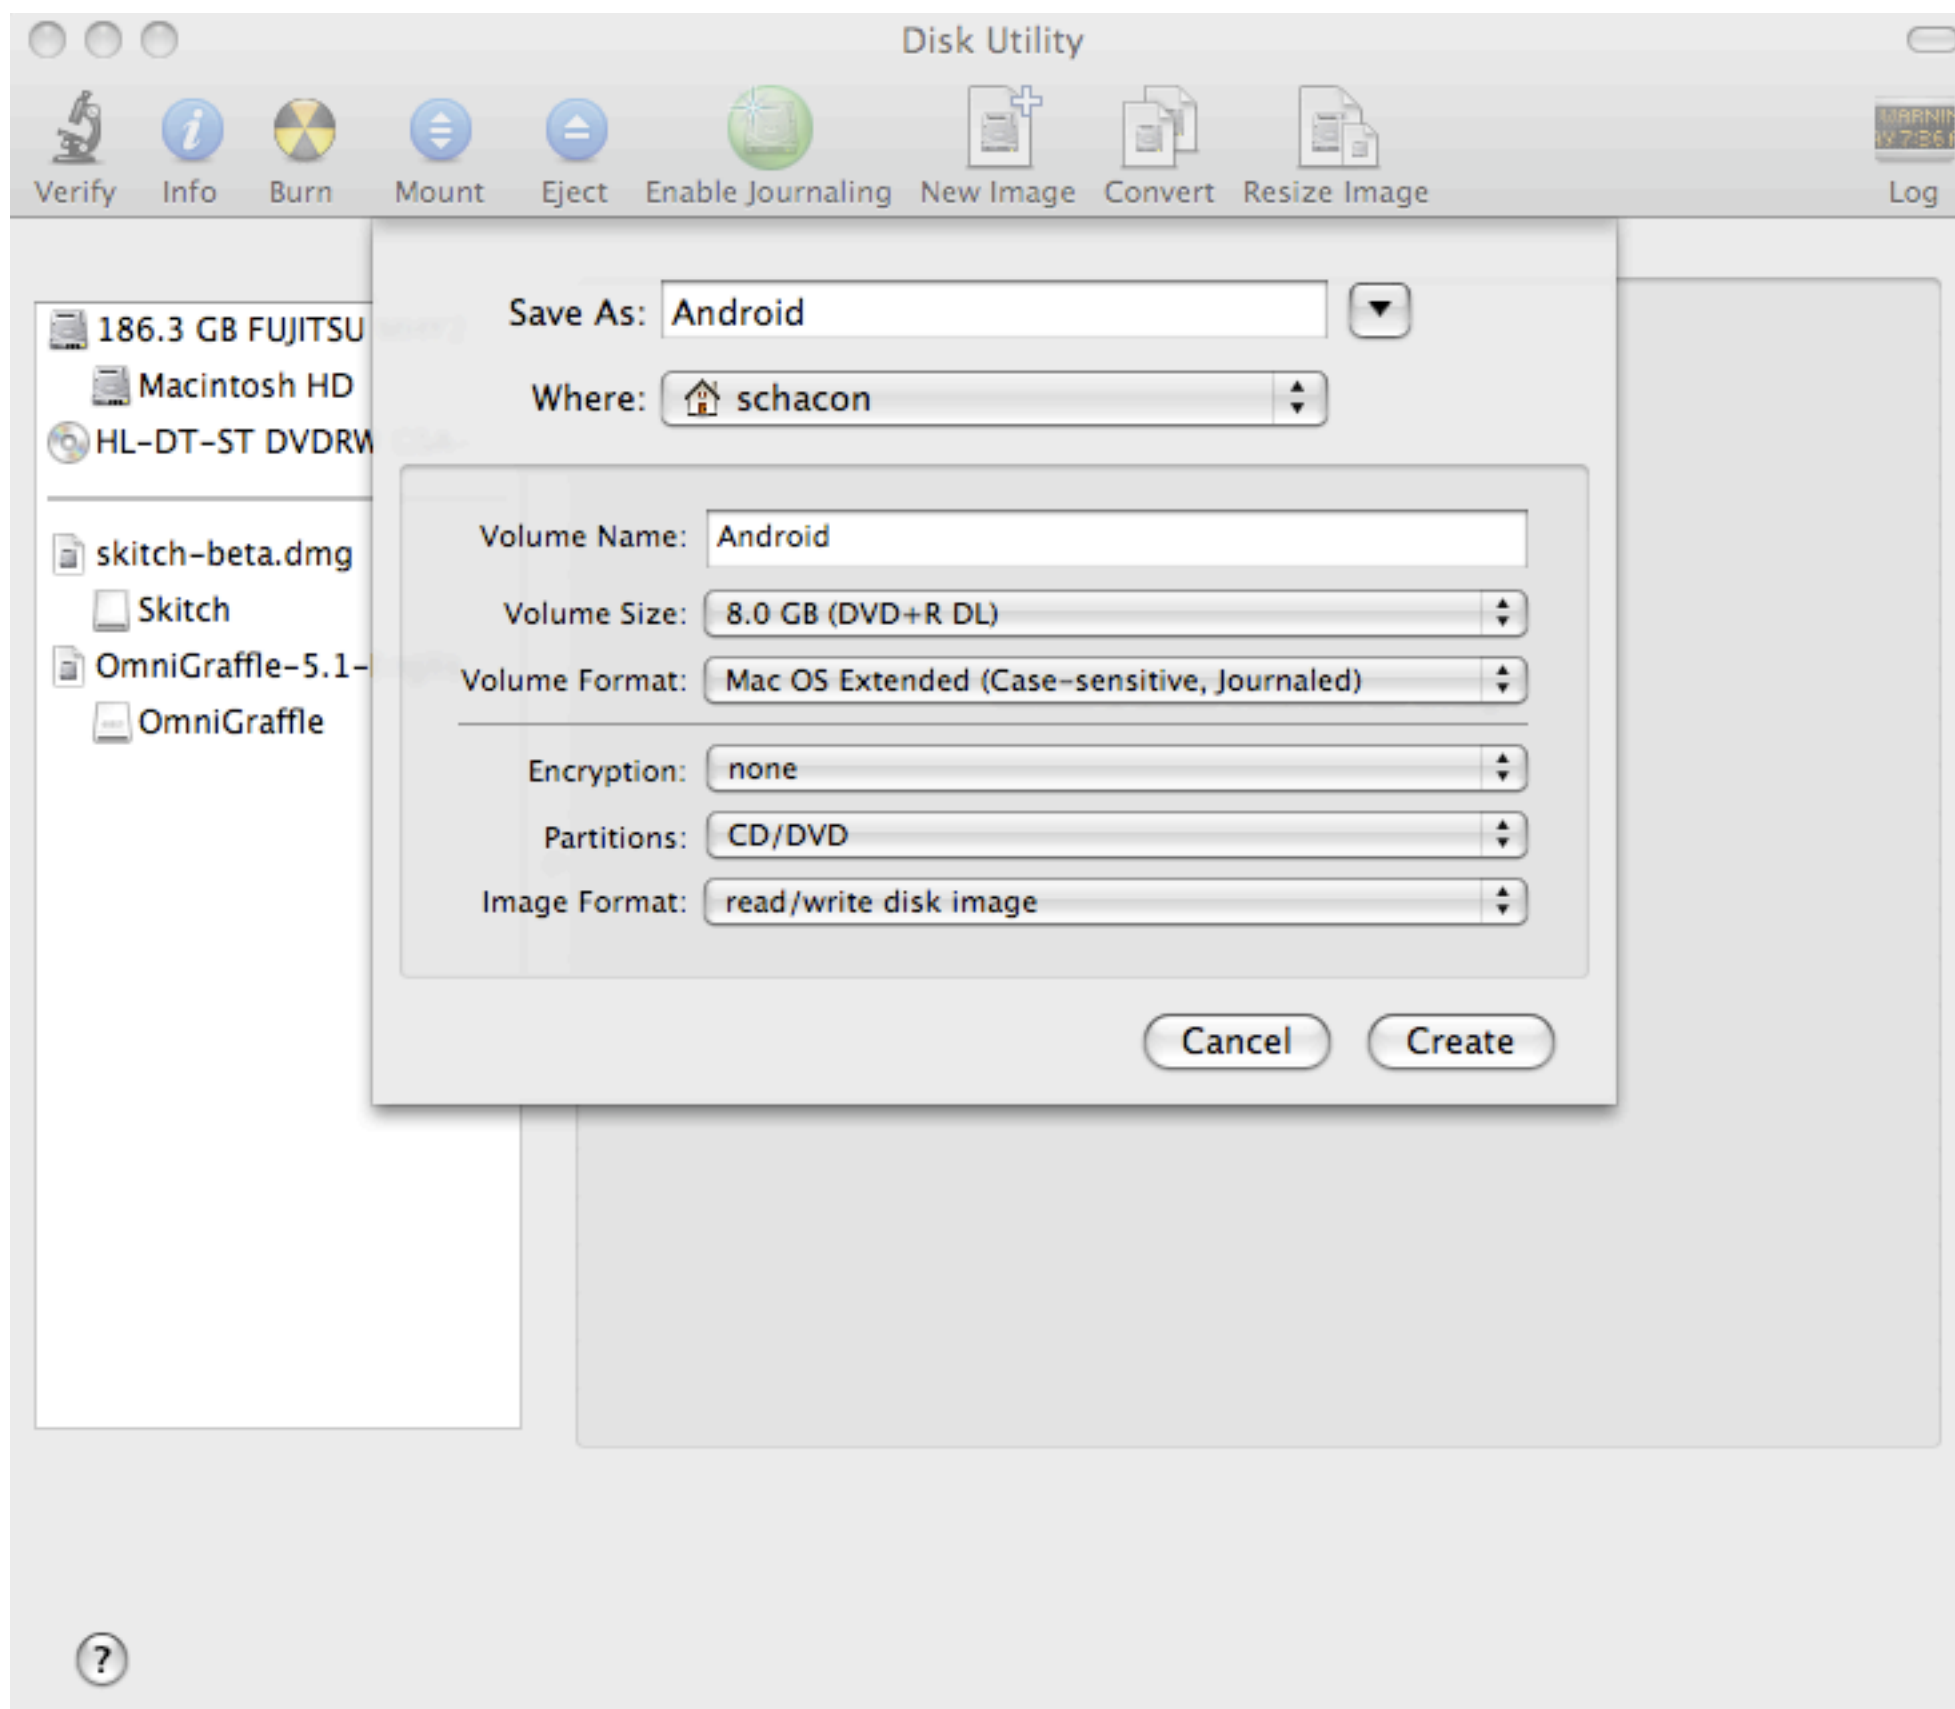 Disk Utility
Verify Info Burn Mount Eject Enable Journaling New Image Convert Resize Image Log
186.3 GB FUJITSU
Macintosh HD
HL-DT-ST DVDRW
skitch-beta.dmg
Skitch
OmniGraffle-5.1-
OmniGraffle
Save As: Android
Where: schacon
Volume Name: Android
Volume Size: 8.0 GB (DVD+R DL)
Volume Format: Mac OS Extended (Case-sensitive, Journaled)
Encryption: none
Partitions: CD/DVD
Image Format: read/write disk image
Cancel Create
?